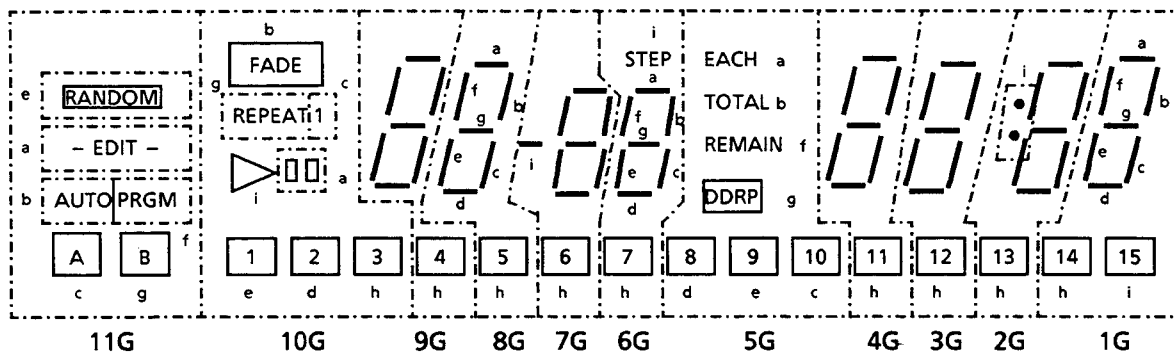 b i a
FADE STEP EACH a
e RANDOM g c a f TOTAL b i f
REPEAT 1 g b f g b g b
a – EDIT – REMAIN f
i e c e c e c
b AUTO PRGM i a d d DDRP g d
A B f 1 2 3 4 5 6 7 8 9 10 11 12 13 14 15
c g e d h h h h h d e c h h h h i
11G 10G 9G 8G 7G 6G 5G 4G 3G 2G 1G